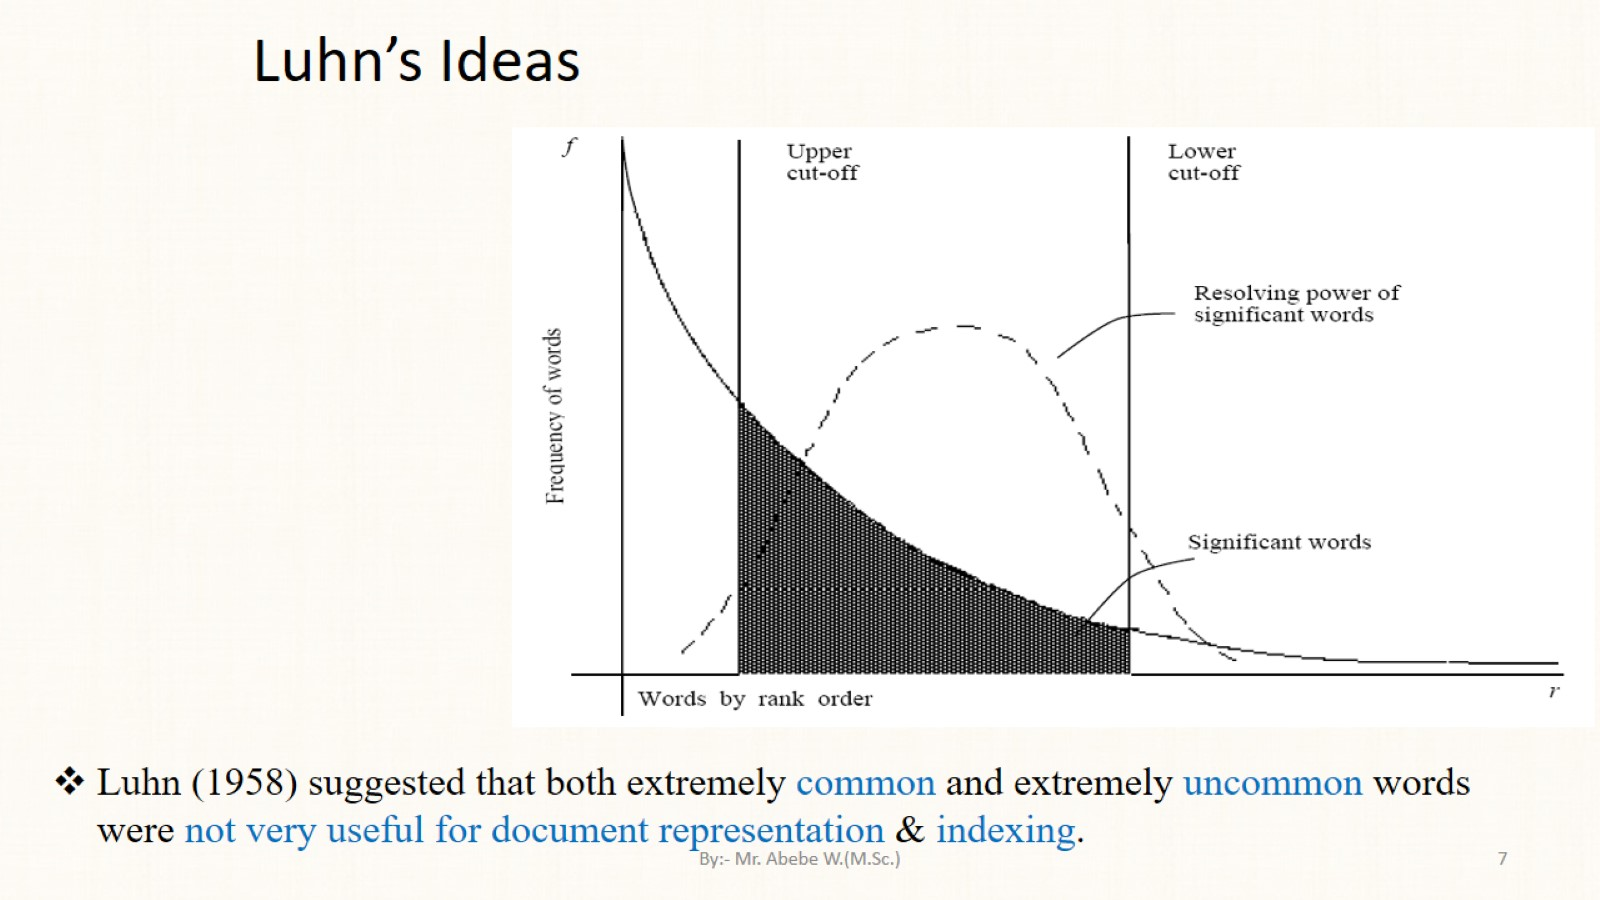 Luhn’s Ideas
f
Upper
cut-off
Lower
cut-off
Resolving power of
significant words
Frequency of words
Significant words
Words by rank order
r
❖ Luhn (1958) suggested that both extremely common and extremely uncommon words
were not very useful for document representation & indexing.
By:- Mr. Abebe W.(M.Sc.)
7